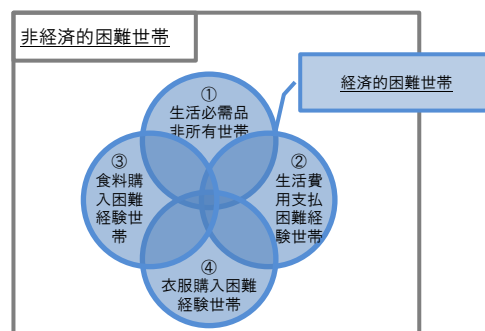 非経済的困難世帯
経済的困難世帯
①
生活必需品
非所有世帯
③
食料購
入困難
経験世
帯
②
生活費
用支払
困難経
験世帯
④
衣服購入困難
経験世帯